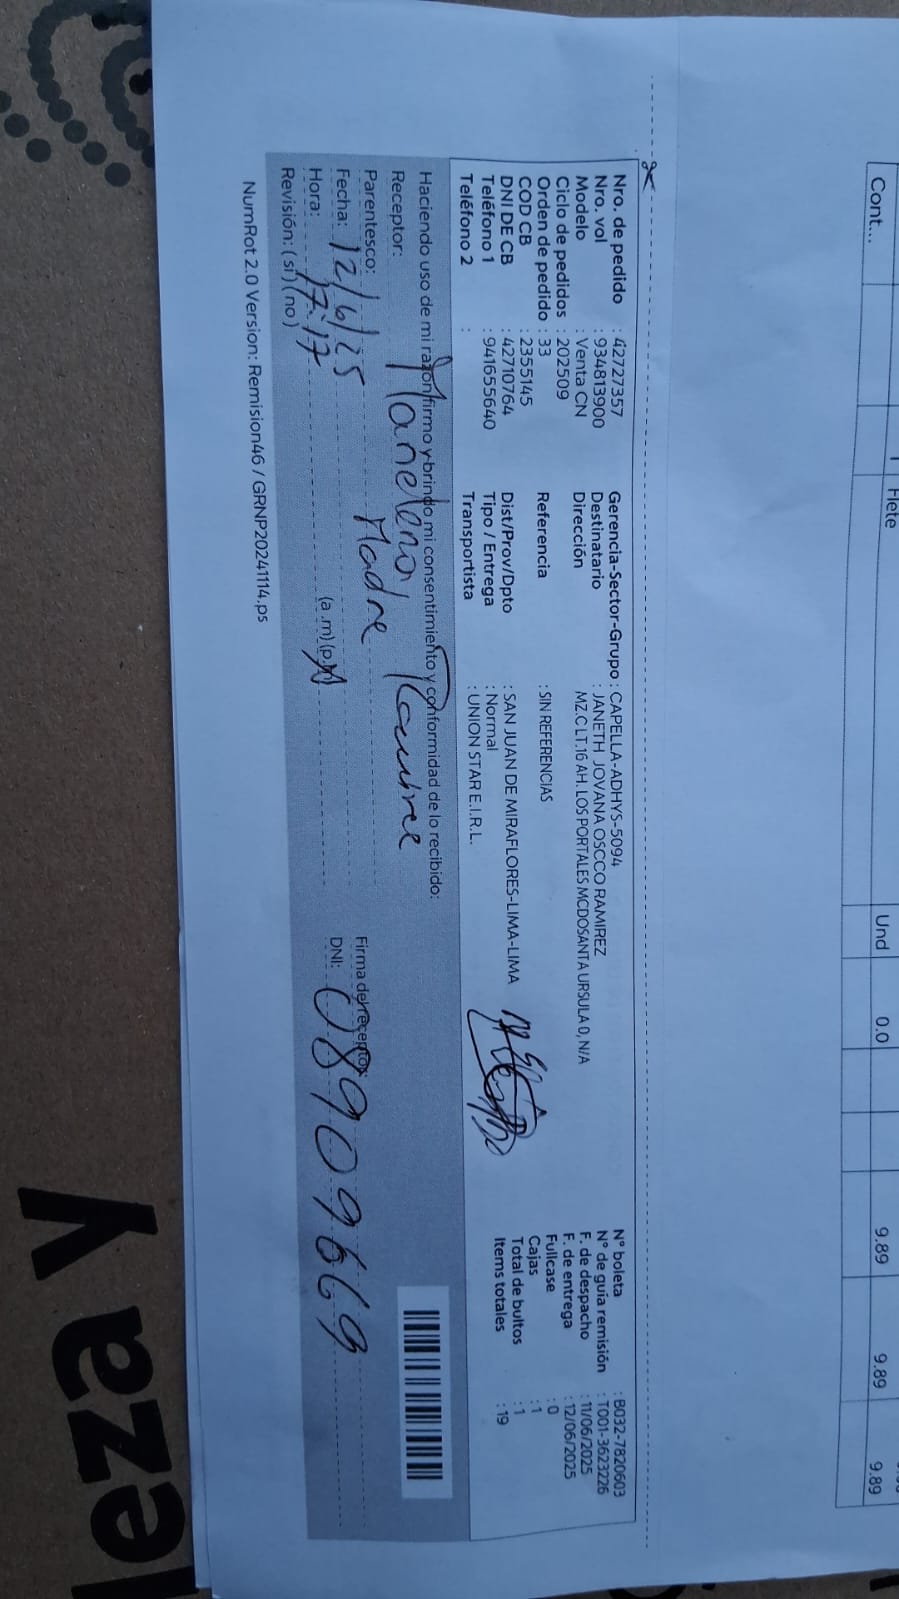 Flete
Cont... Und 0.0 9.89 9.89 9.89
Nro. de pedido : 42727357 Gerencia-Sector-Grupo : CAPELLA-ADHYS-5094 N° boleta : B032-7820603
Nro. vol : 934813900 Destinatario : JANETH JOVANA OSCCO RAMIREZ N° de guia remisión : T001-3623226
Modelo : Venta CN Dirección MZ.C LT.16 AH. LOS PORTALES MCDOSANTA URSULA 0, N/A F. de despacho : 11/06/2025
Ciclo de pedidos : 202509 F. de entrega : 12/06/2025
Orden de pedido : 33 Referencia : SIN REFERENCIAS Fullcase : 0
COD CB : 2355145 Cajas : 1
DNI DE CB : 42710764 Dist/Prov/Dpto : SAN JUAN DE MIRAFLORES-LIMA-LIMA Total de bultos : 1
Teléfono 1 : 941655640 Tipo / Entrega : Normal Items totales : 19
Teléfono 2 : Transportista : UNION STAR E.I.R.L.
Haciendo uso de mi razón firmo y brindo mi consentimiento y conformidad de lo recibido:
Receptor:
Parentesco: Madre Firma del receptor:
Fecha: 12/6/25 DNI: 08909669
Hora: 17:17 (a.m) (p.m)
Revisión: (si) (no)
NumRot 2.0 Version: Remision46 / GRNP20241114.ps
leza y